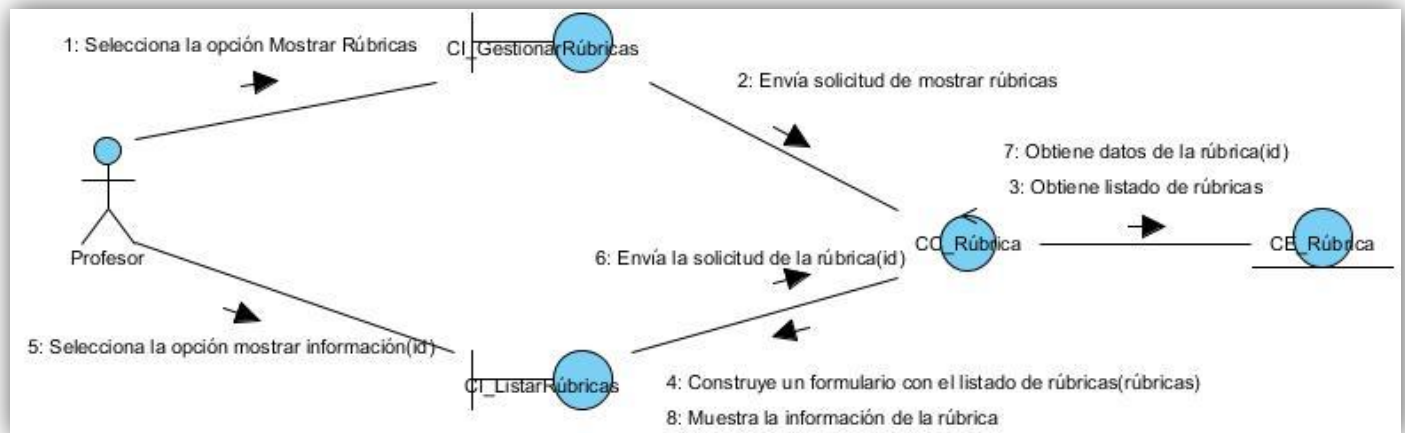 1: Selecciona la opción Mostrar Rúbricas
CI_GestionarRúbricas
2: Envía solicitud de mostrar rúbricas
7: Obtiene datos de la rúbrica(id)
3: Obtiene listado de rúbricas
Profesor
CC_Rúbrica
CE_Rúbrica
6: Envía la solicitud de la rúbrica(id)
5: Selecciona la opción mostrar información(id)
CI_ListarRúbricas
4: Construye un formulario con el listado de rúbricas(rúbricas)
8: Muestra la información de la rúbrica